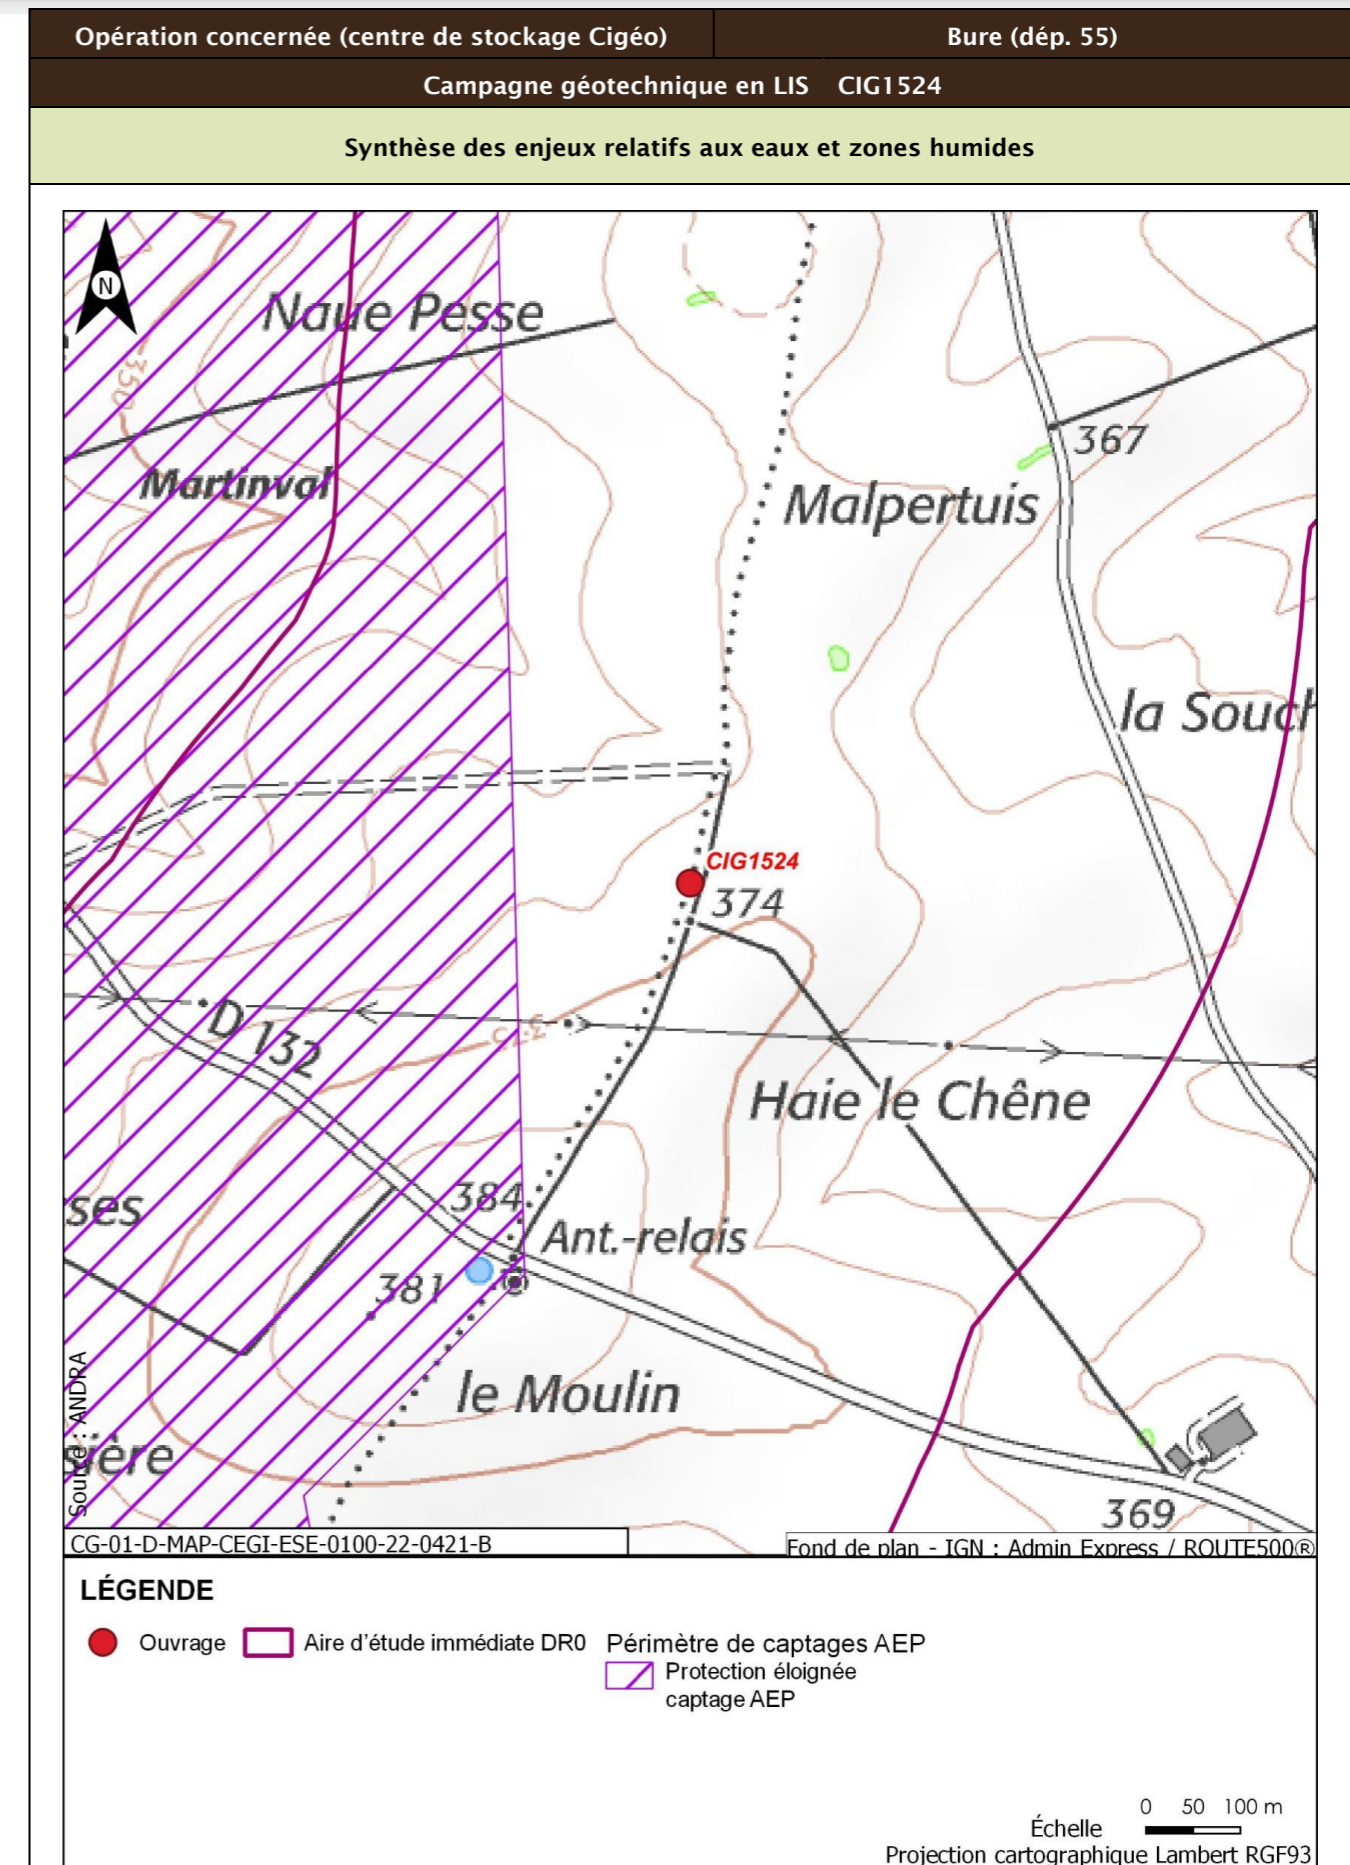 Opération concernée (centre de stockage Cigéo) Bure (dép. 55)
Campagne géotechnique en LIS CIG1524
Synthèse des enjeux relatifs aux eaux et zones humides
N
Naue Pesse
350
Martinval
367
Malpertuis
la Souch
CIG1524
374
D 132
375
Haie le Chêne
384
ses
Ant.-relais
381
le Moulin
sière
369
Source : ANDRA
CG-01-D-MAP-CEGI-ESE-0100-22-0421-B
Fond de plan - IGN : Admin Express / ROUTE500®
LÉGENDE
Ouvrage
Aire d'étude immédiate DR0
Périmètre de captages AEP
Protection éloignée
captage AEP
0 50 100 m
Échelle
Projection cartographique Lambert RGF93